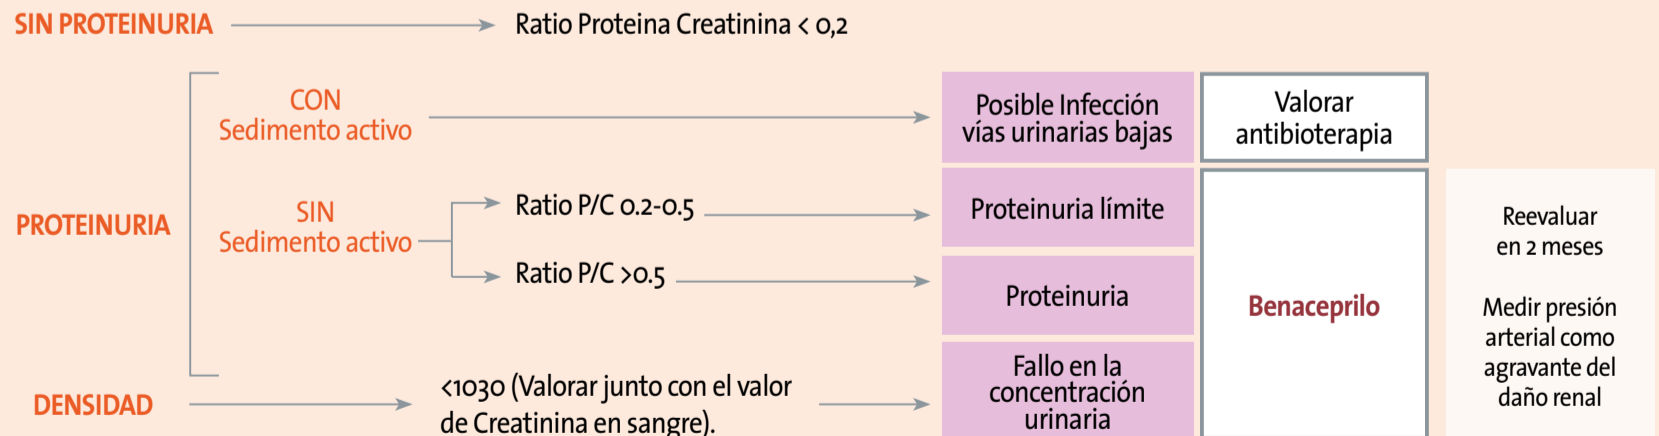 SIN PROTEINURIA
Ratio Proteina Creatinina < 0,2
CON
Sedimento activo
Posible Infección
vías urinarias bajas
Valorar
antibioterapia
PROTEINURIA
SIN
Sedimento activo
Ratio P/C 0.2-0.5
Proteinuria límite
Ratio P/C >0.5
Proteinuria
Benaceprilo
Reevaluar
en 2 meses
Medir presión
arterial como
agravante del
daño renal
DENSIDAD
<1030 (Valorar junto con el valor
de Creatinina en sangre).
Fallo en la
concentración
urinaria